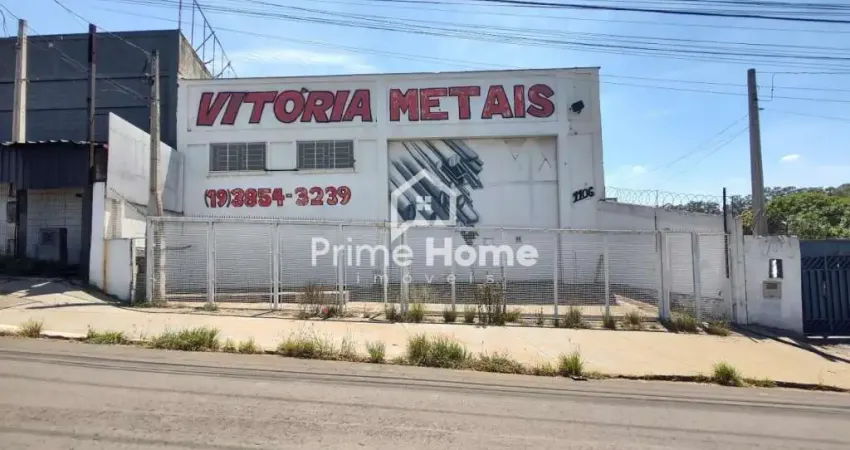 VITÓRIA METAIS
(19)3854-3239
1106
Prime Home
imóveis